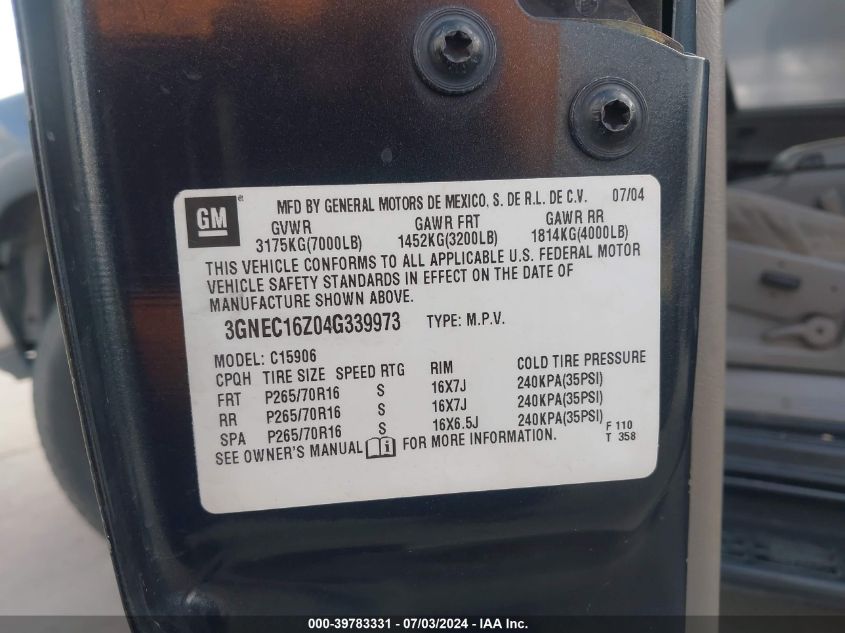 GM
MFD BY GENERAL MOTORS DE MEXICO, S. DE R.L. DE C.V. 07/04
GVWR GAWR FRT GAWR RR
3175KG(7000LB) 1452KG(3200LB) 1814KG(4000LB)
THIS VEHICLE CONFORMS TO ALL APPLICABLE U.S. FEDERAL MOTOR
VEHICLE SAFETY STANDARDS IN EFFECT ON THE DATE OF
MANUFACTURE SHOWN ABOVE.
3GNEC16Z04G339973 TYPE: M.P.V.
MODEL: C15906
CPQH TIRE SIZE SPEED RTG RIM COLD TIRE PRESSURE
FRT P265/70R16 S 16X7J 240KPA(35PSI)
RR P265/70R16 S 16X7J 240KPA(35PSI)
SPA P265/70R16 S 16X6.5J 240KPA(35PSI)
SEE OWNER'S MANUAL FOR MORE INFORMATION.
F 110
T 358
000-39783331 - 07/03/2024 - IAA Inc.